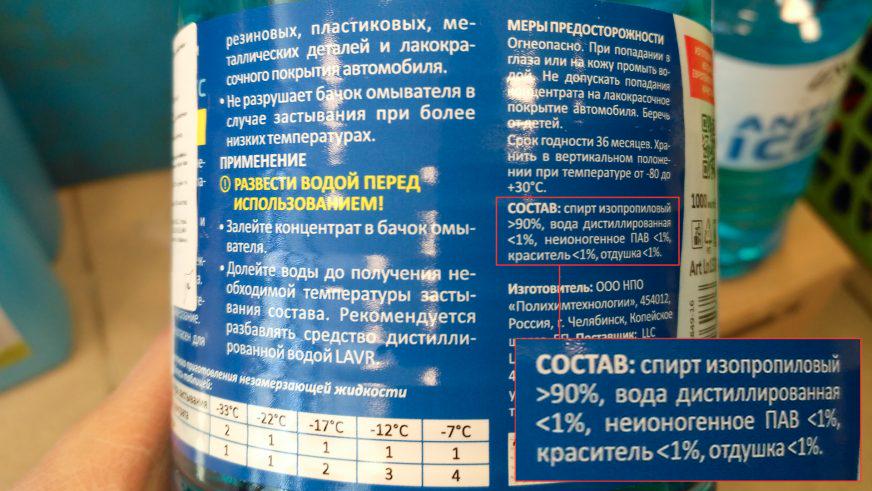 резиновых, пластиковых, ме-
таллических деталей и лакокра-
сочного покрытия автомобиля.
• Не разрушает бачок омывателя в
случае застывания при более
низких температурах.
ПРИМЕНЕНИЕ
РАЗВЕСТИ ВОДОЙ ПЕРЕД
ИСПОЛЬЗОВАНИЕМ!
• Залейте концентрат в бачок омы-
вателя.
• Долейте воды до получения не-
обходимой температуры засты-
вания состава. Рекомендуется
разбавлять средство дистилли-
рованной водой LAVR.
приготовления незамерзающей жидкости
таблицей:
-33°C -22°C -17°C -12°C -7°C
2 1 1 1 1
1 1 2 3 4
МЕРЫ ПРЕДОСТОРОЖНОСТИ
Огнеопасно. При попадании в
глаза или на кожу промыть во-
дой. Не допускать попадания
концентрата на лакокрасочное
покрытие автомобиля. Беречь
от детей.
Срок годности 36 месяцев. Хра-
нить в вертикальном положе-
нии при температуре от -80 до
+30°C.
СОСТАВ: спирт изопропиловый
>90%, вода дистиллированная
<1%, неионогенное ПАВ <1%,
краситель <1%, отдушка <1%.
Изготовитель: ООО НПО
«Полихимтехнологии», 454012,
Россия, г. Челябинск, Копейское
Поставщик: LLC
СОСТАВ: спирт изопропиловый
>90%, вода дистиллированная
<1%, неионогенное ПАВ <1%,
краситель <1%, отдушка <1%.
1000
Art
ANTI
ICE